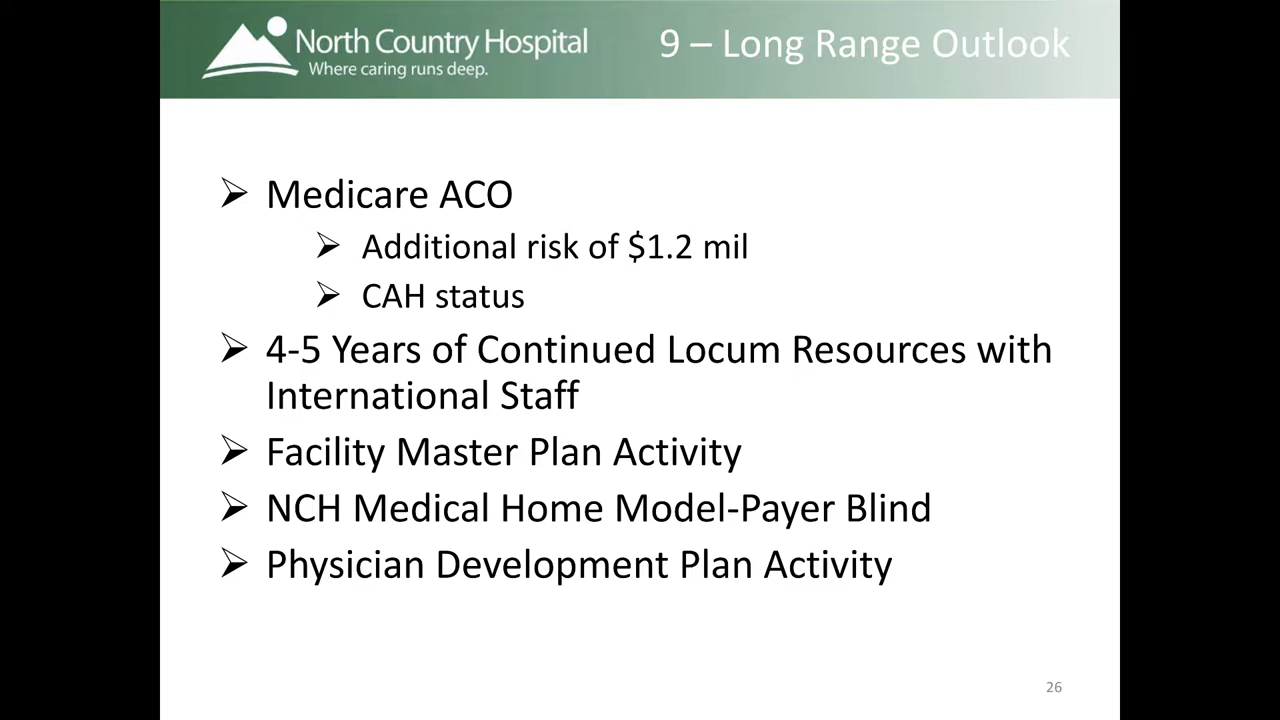 North Country Hospital
Where caring runs deep.
9 – Long Range Outlook
➢ Medicare ACO
➢ Additional risk of $1.2 mil
➢ CAH status
➢ 4-5 Years of Continued Locum Resources with
International Staff
➢ Facility Master Plan Activity
➢ NCH Medical Home Model-Payer Blind
➢ Physician Development Plan Activity
26